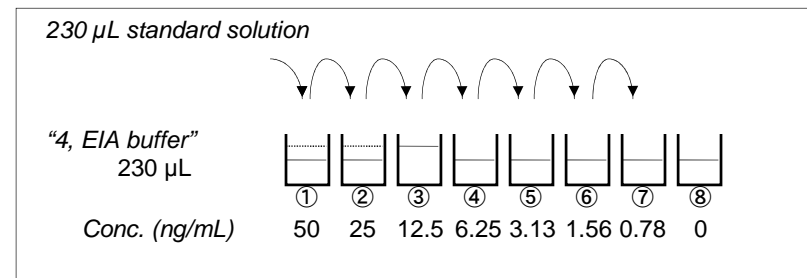 230 µL standard solution
“4, EIA buffer”
230 µL
① ② ③ ④ ⑤ ⑥ ⑦ ⑧
Conc. (ng/mL) 50 25 12.5 6.25 3.13 1.56 0.78 0